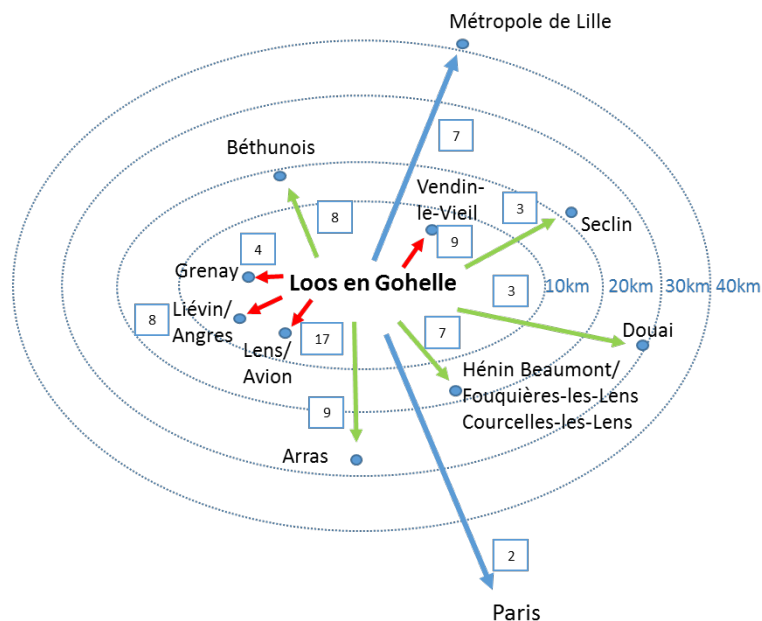 Métropole de Lille
7
Béthunois
Vendin-
le-Vieil
3
8
Seclin
4
9
Grenay
Loos en Gohelle
3
10km
20km
30km
40km
8
Liévin/
Angres
17
7
Douai
Lens/
Avion
Hénin Beaumont/
Fouquières-les-Lens
Courcelles-les-Lens
9
Arras
2
Paris